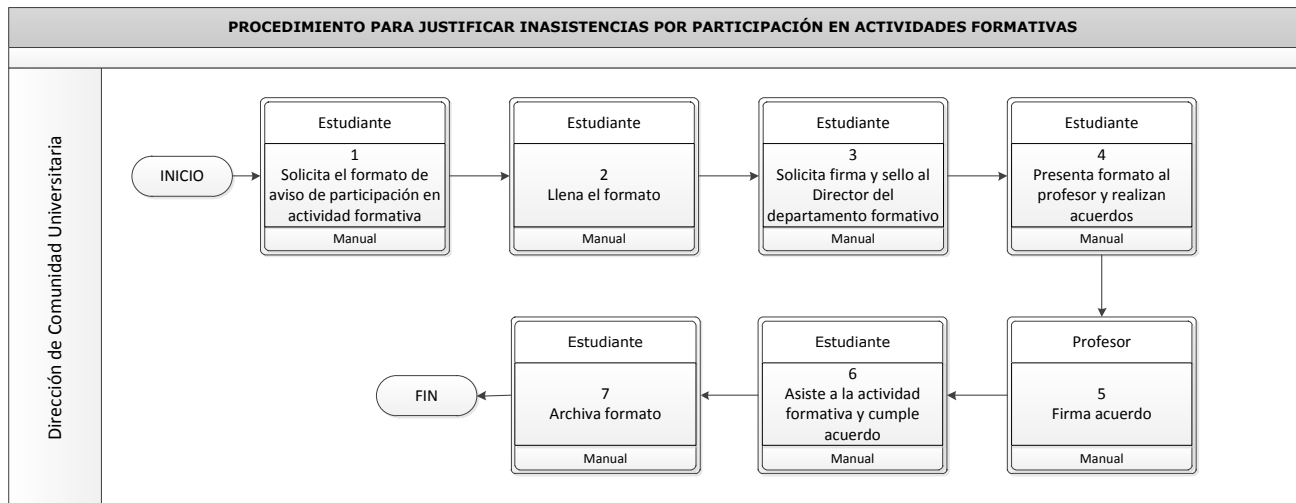 PROCEDIMIENTO PARA JUSTIFICAR INASISTENCIAS POR PARTICIPACIÓN EN ACTIVIDADES FORMATIVAS
Dirección de Comunidad Universitaria
INICIO
Estudiante
1
Solicita el formato de
aviso de participación en
actividad formativa
Manual
Estudiante
2
Llena el formato
Manual
Estudiante
3
Solicita firma y sello al
Director del
departamento formativo
Manual
Estudiante
4
Presenta formato al
profesor y realizan
acuerdos
Manual
Profesor
5
Firma acuerdo
Manual
Estudiante
6
Asiste a la actividad
formativa y cumple
acuerdo
Manual
Estudiante
7
Archiva formato
Manual
FIN